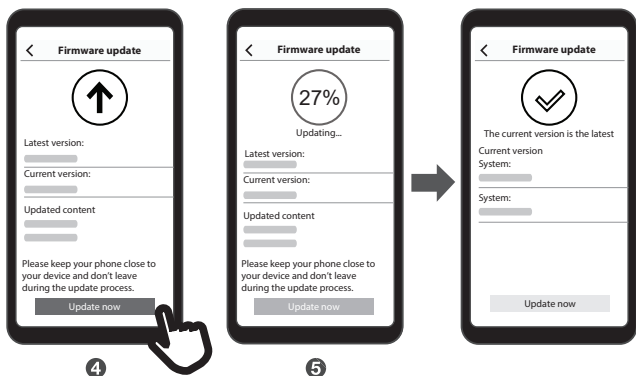 Firmware update
Latest version:
Current version:
Updated content
Please keep your phone close to
your device and don't leave
during the update process.
Update now
4
Firmware update
27%
Updating...
Latest version:
Current version:
Updated content
Please keep your phone close to
your device and don't leave
during the update process.
Update now
5
Firmware update
The current version is the latest
Current version
System:
System:
Update now